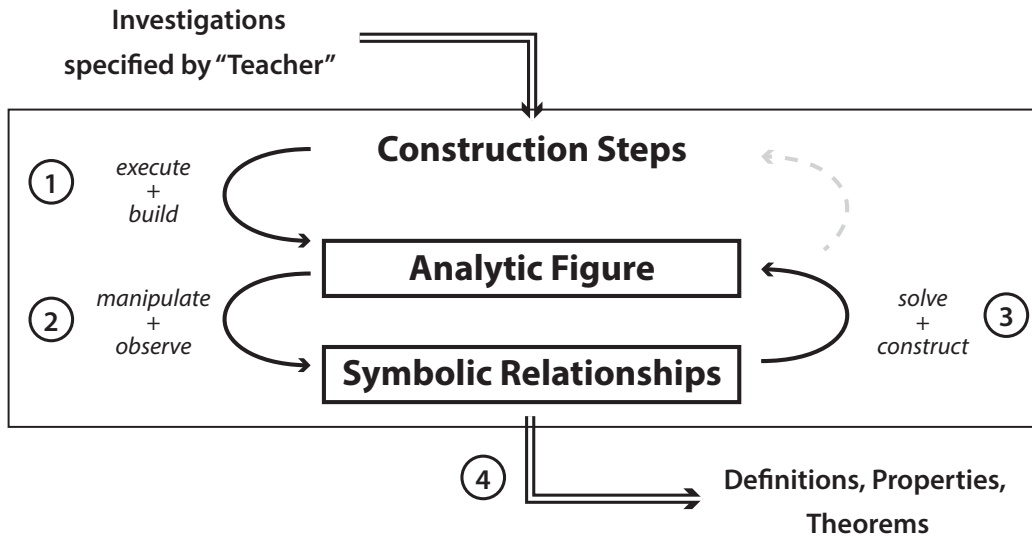 Investigations
specified by “Teacher”
Construction Steps
1
execute
+
build
Analytic Figure
2
manipulate
+
observe
solve
+
construct
3
Symbolic Relationships
4
Definitions, Properties,
Theorems